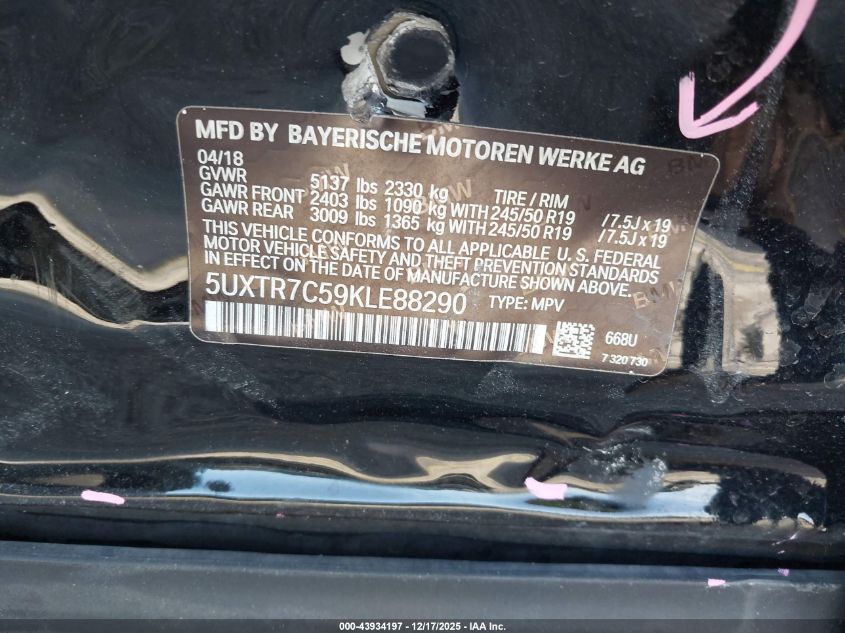 MFD BY BAYERISCHE MOTOREN WERKE AG
04/18
GVWR 5137 lbs 2330 kg TIRE / RIM
GAWR FRONT 2403 lbs 1090 kg WITH 245/50 R19 / 7.5J x 19
GAWR REAR 3009 lbs 1365 kg WITH 245/50 R19 / 7.5J x 19
THIS VEHICLE CONFORMS TO ALL APPLICABLE U. S. FEDERAL
MOTOR VEHICLE SAFETY AND THEFT PREVENTION STANDARDS
IN EFFECT ON THE DATE OF MANUFACTURE SHOWN ABOVE.
5UXTR7C59KLE88290 TYPE: MPV
668U
7 320 730
000-43934197 - 12/17/2025 - IAA Inc.